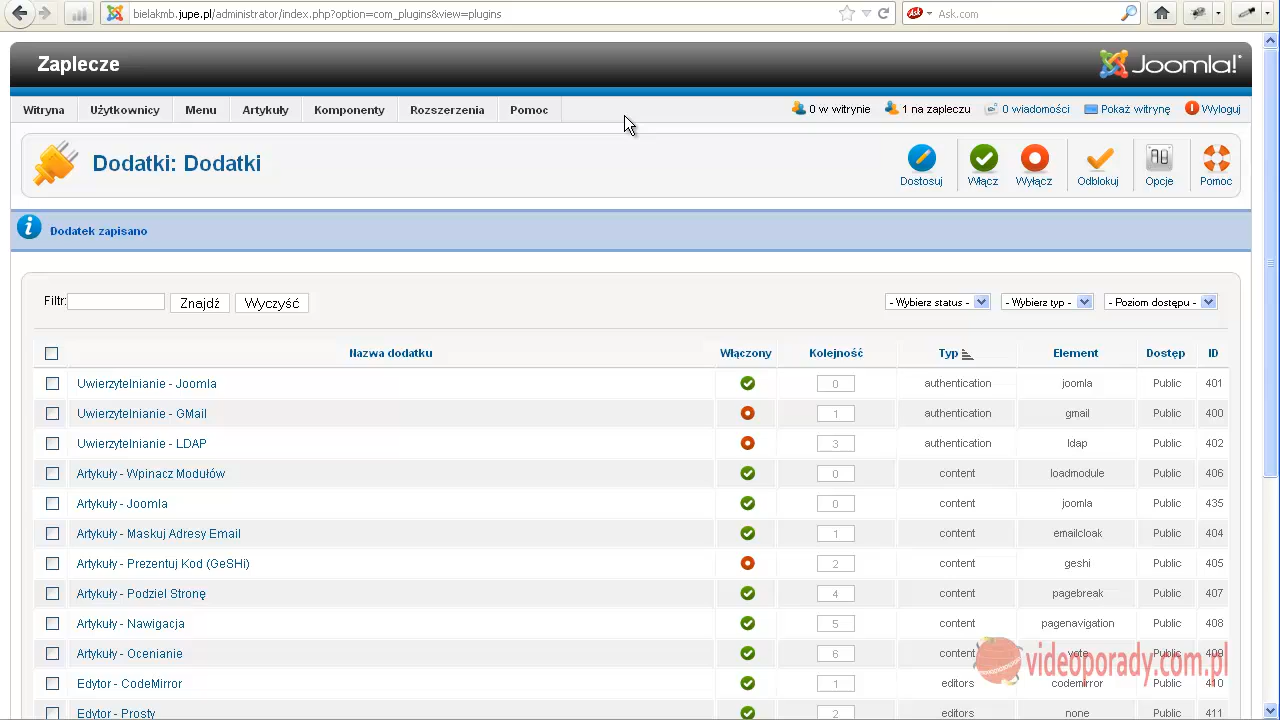 bielakmb.jupe.pl/administrator/index.php?option=com_plugins&view=plugins
Ask Ask.com
Zaplecze
Joomla!
Witryna Użytkownicy Menu Artykuły Komponenty Rozszerzenia Pomoc 0 w witrynie 1 na zapleczu 0 wiadomości Pokaż witrynę Wyloguj
Dodatki: Dodatki
Dostosuj Włącz Wyłącz Odblokuj Opcje Pomoc
Dodatek zapisano
Filtr: Znajdź Wyczyść - Wybierz status - - Wybierz typ - - Poziom dostępu -
Nazwa dodatku Włączony Kolejność Typ Element Dostęp ID
Uwierzytelnianie - Joomla 0 authentication joomla Public 401
Uwierzytelnianie - GMail 1 authentication gmail Public 400
Uwierzytelnianie - LDAP 3 authentication ldap Public 402
Artykuły - Wpinacz Modułów 0 content loadmodule Public 406
Artykuły - Joomla 0 content joomla Public 435
Artykuły - Maskuj Adresy Email 1 content emailcloak Public 404
Artykuły - Prezentuj Kod (GeSHi) 2 content geshi Public 405
Artykuły - Podziel Stronę 4 content pagebreak Public 407
Artykuły - Nawigacja 5 content pagenavigation Public 408
Artykuły - Ocenianie 6 content vote Public 409
videoporady.com.pl
Edytor - CodeMirror 1 editors codemirror Public 410
Edytor - Prosty 2 editors none Public 411